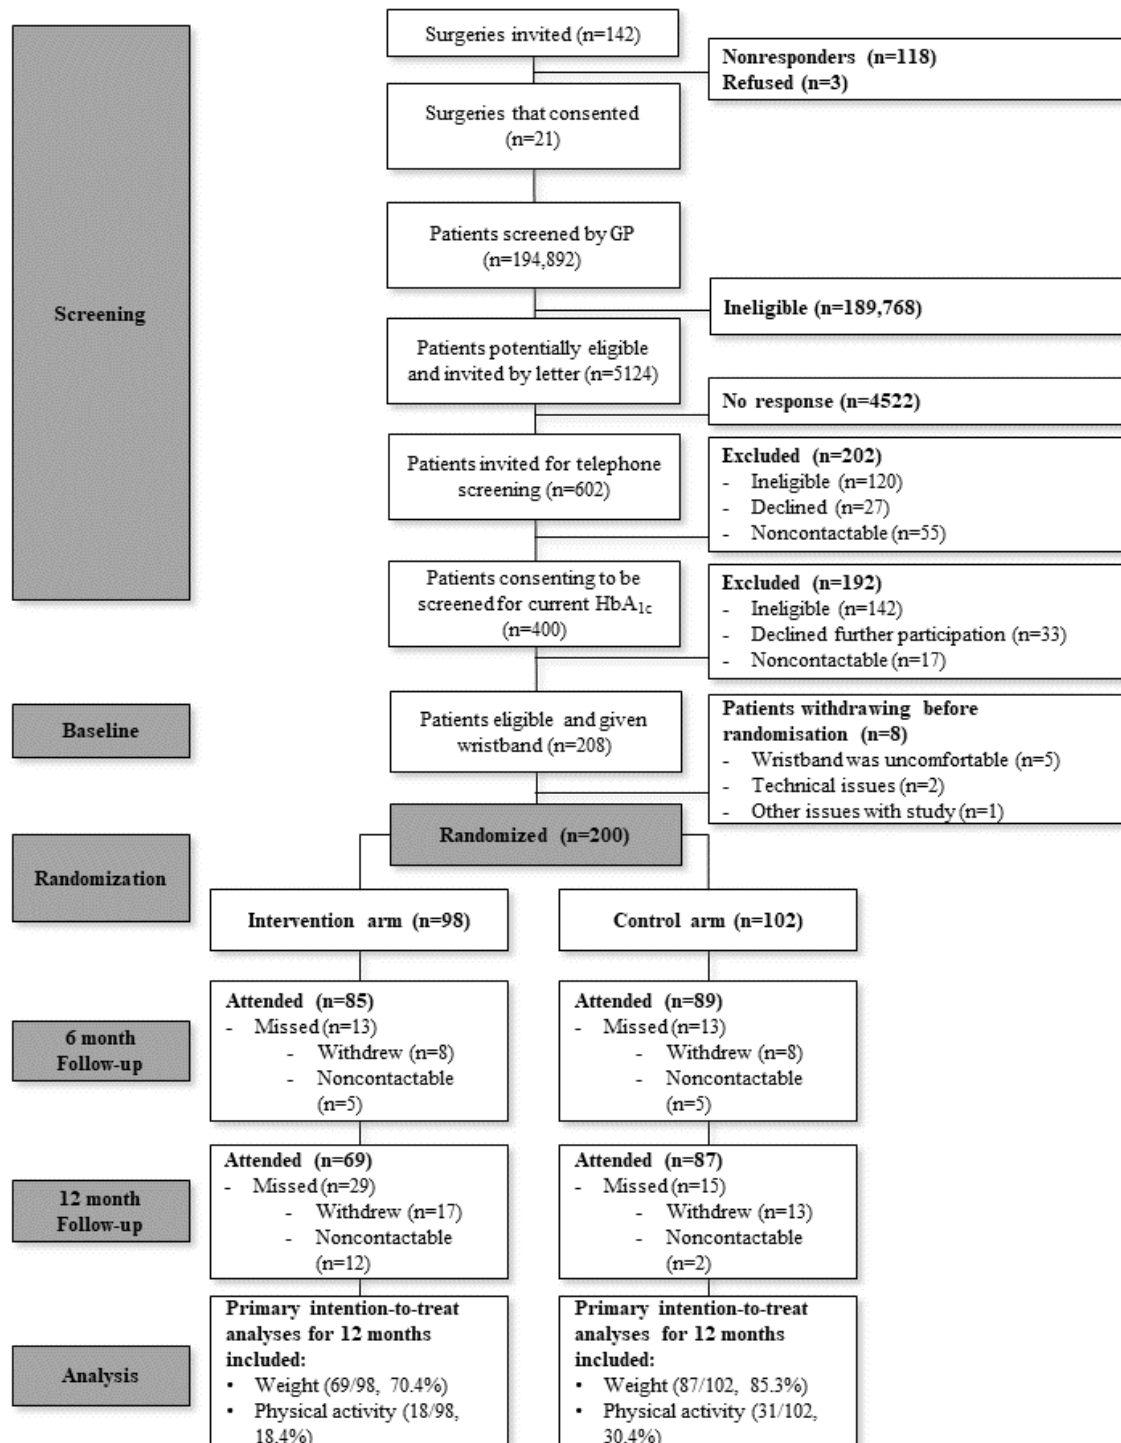 Surgeries invited (n=142)
Nonresponders (n=118)
Refused (n=3)
Surgeries that consented
(n=21)
Patients screened by GP
(n=194,892)
Screening
Ineligible (n=189,768)
Patients potentially eligible
and invited by letter (n=5124)
No response (n=4522)
Patients invited for telephone
screening (n=602)
Excluded (n=202)
- Ineligible (n=120)
- Declined (n=27)
- Noncontactable (n=55)
Patients consenting to be
screened for current HbA1c
(n=400)
Excluded (n=192)
- Ineligible (n=142)
- Declined further participation (n=33)
- Noncontactable (n=17)
Baseline
Patients eligible and given
wristband (n=208)
Patients withdrawing before
randomisation (n=8)
- Wristband was uncomfortable (n=5)
- Technical issues (n=2)
- Other issues with study (n=1)
Randomized (n=200)
Randomization
Intervention arm (n=98)
Control arm (n=102)
6 month
Follow-up
Attended (n=85)
- Missed (n=13)
- Withdrew (n=8)
- Noncontactable
(n=5)
Attended (n=89)
- Missed (n=13)
- Withdrew (n=8)
- Noncontactable
(n=5)
12 month
Follow-up
Attended (n=69)
- Missed (n=29)
- Withdrew (n=17)
- Noncontactable
(n=12)
Attended (n=87)
- Missed (n=15)
- Withdrew (n=13)
- Noncontactable
(n=2)
Analysis
Primary intention-to-treat
analyses for 12 months
included:
• Weight (69/98, 70.4%)
• Physical activity (18/98,
18.4%)
Primary intention-to-treat
analyses for 12 months
included:
• Weight (87/102, 85.3%)
• Physical activity (31/102,
30.4%)